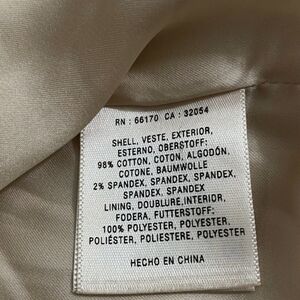 RN : 66170 CA : 32054
SHELL, VESTE, EXTERIOR,
ESTERNO, OBERSTOFF:
98% COTTON, COTON, ALGODÓN,
COTONE, BAUMWOLLE
2% SPANDEX, SPANDEX, SPANDEX,
SPANDEX, SPANDEX
LINING, DOUBLURE,INTERIOR,
FODERA, FUTTERSTOFF:
100% POLYESTER, POLYESTER,
POLIÉSTER, POLIESTERE, POLYESTER
HECHO EN CHINA